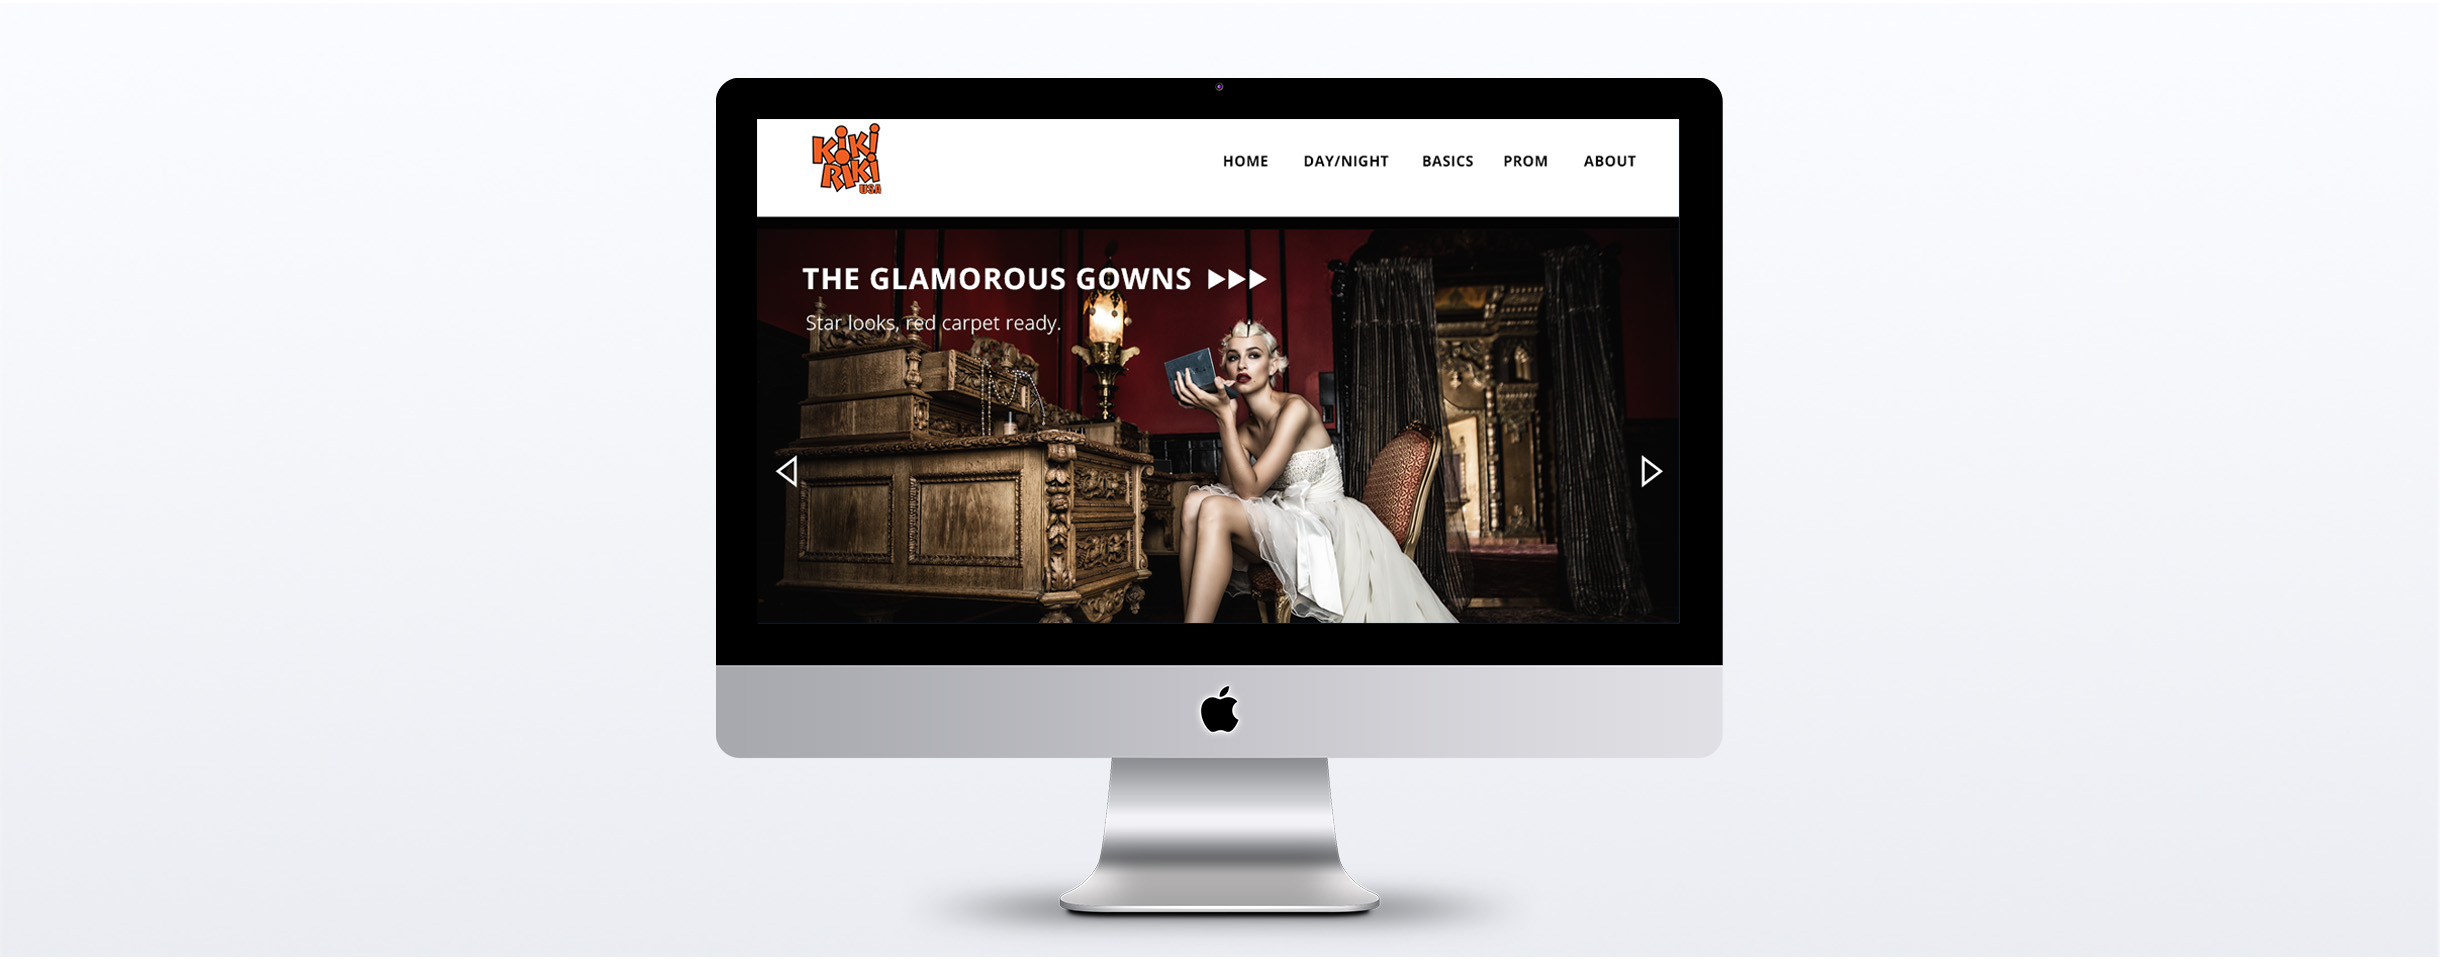 KiKi
RiKi
USA
HOME DAY/NIGHT BASICS PROM ABOUT
THE GLAMOROUS GOWNS
Star looks, red carpet ready.